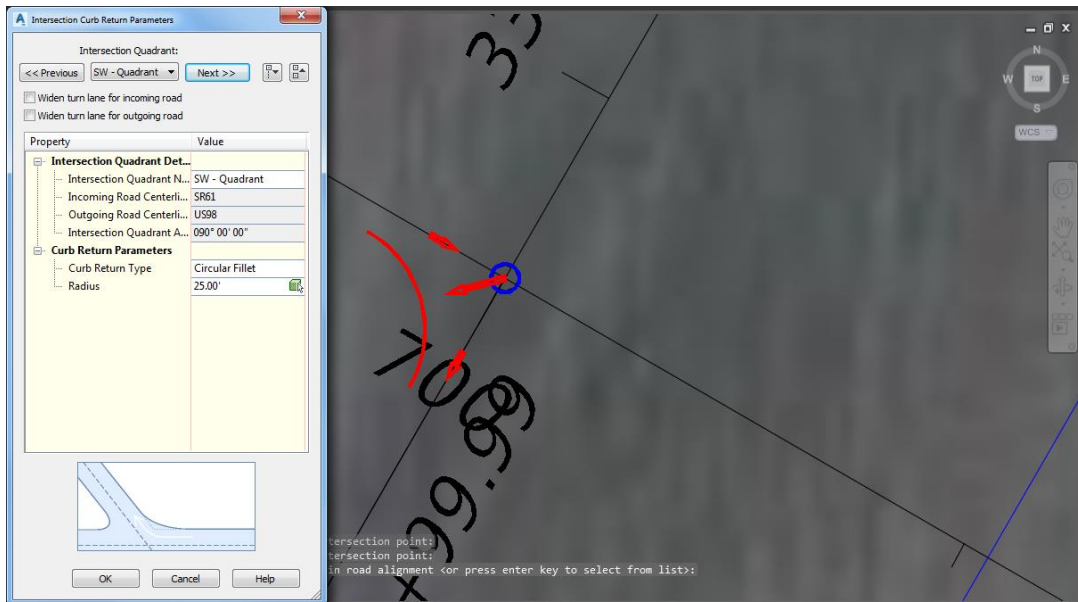 Intersection Curb Return Parameters
Intersection Quadrant:
<< Previous
SW - Quadrant
Next >>
Widen turn lane for incoming road
Widen turn lane for outgoing road
Property Value
Intersection Quadrant Det...
Intersection Quadrant N... SW - Quadrant
Incoming Road Centerli... SR61
Outgoing Road Centerli... US98
Intersection Quadrant A... 090° 00' 00"
Curb Return Parameters
Curb Return Type Circular Fillet
Radius 25.00'
OK Cancel Help
N
W TOP E
S
WCS
tersection point:
tersection point:
in road alignment <or press enter key to select from list>: